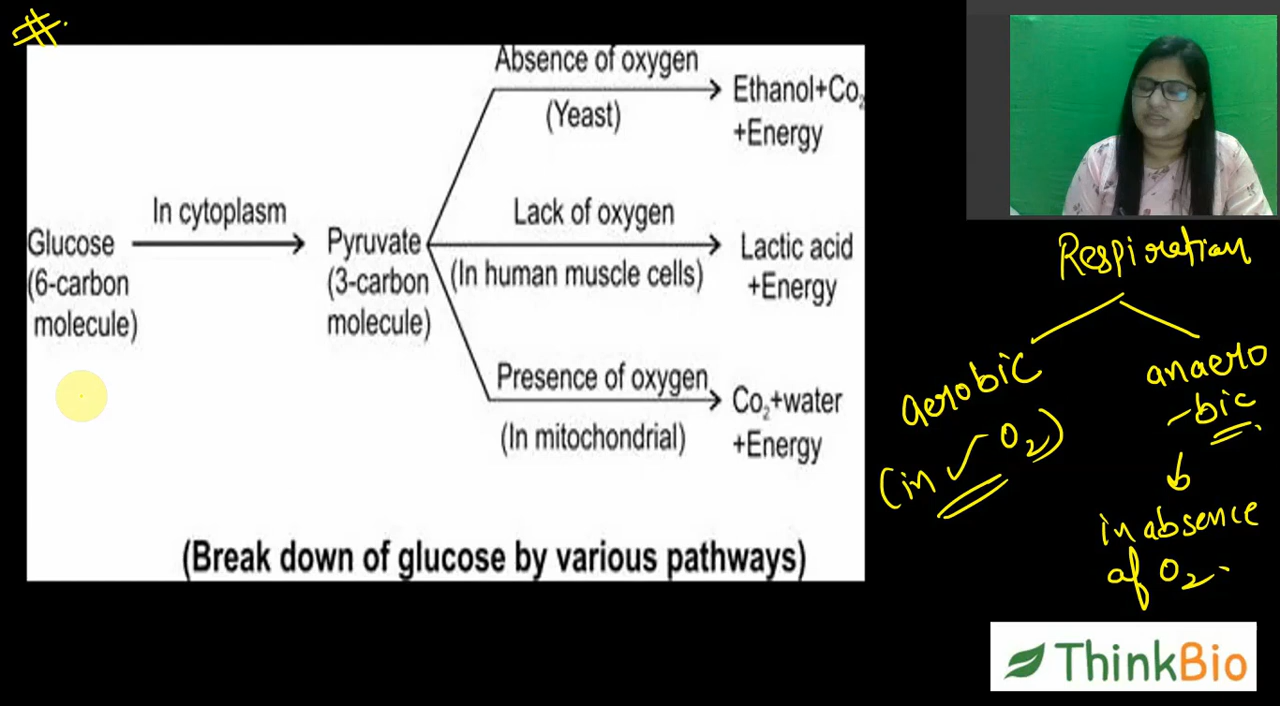 #.
Absence of oxygen
(Yeast)
Ethanol+Co₂
+Energy
In cytoplasm
Glucose
(6-carbon
molecule)
Pyruvate
(3-carbon
molecule)
Lack of oxygen
(In human muscle cells)
Lactic acid
+Energy
Presence of oxygen
(In mitochondrial)
Co₂+water
+Energy
(Break down of glucose by various pathways)
Respiration
aerobic
(in ✓ O₂)
anaero
-bic
in absence
of O₂.
ThinkBio